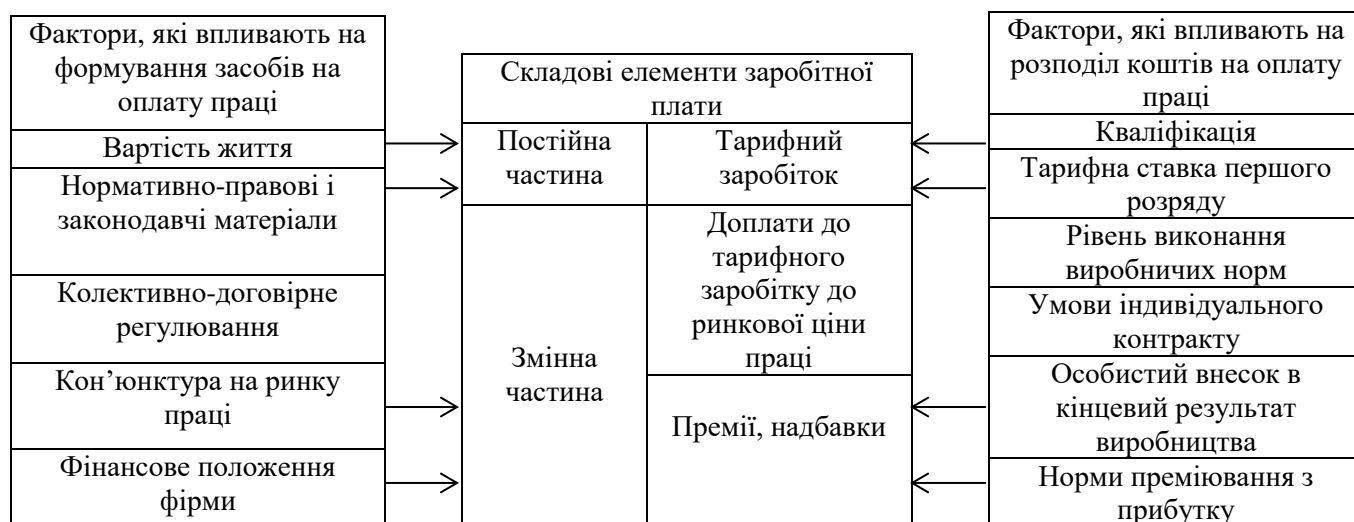 Фактори, які впливають на
формування засобів на
оплату праці
Вартість життя
Нормативно-правові і
законодавчі матеріали
Колективно-договірне
регулювання
Кон’юнктура на ринку
праці
Фінансове положення
фірми
Складові елементи заробітної
плати
Постійна
частина
Тарифний
заробіток
Змінна
частина
Доплати до
тарифного
заробітку до
ринкової ціни
праці
Премії, надбавки
Фактори, які впливають на
розподіл коштів на оплату
праці
Кваліфікація
Тарифна ставка першого
розряду
Рівень виконання
виробничих норм
Умови індивідуального
контракту
Особистий внесок в
кінцевий результат
виробництва
Норми преміювання з
прибутку